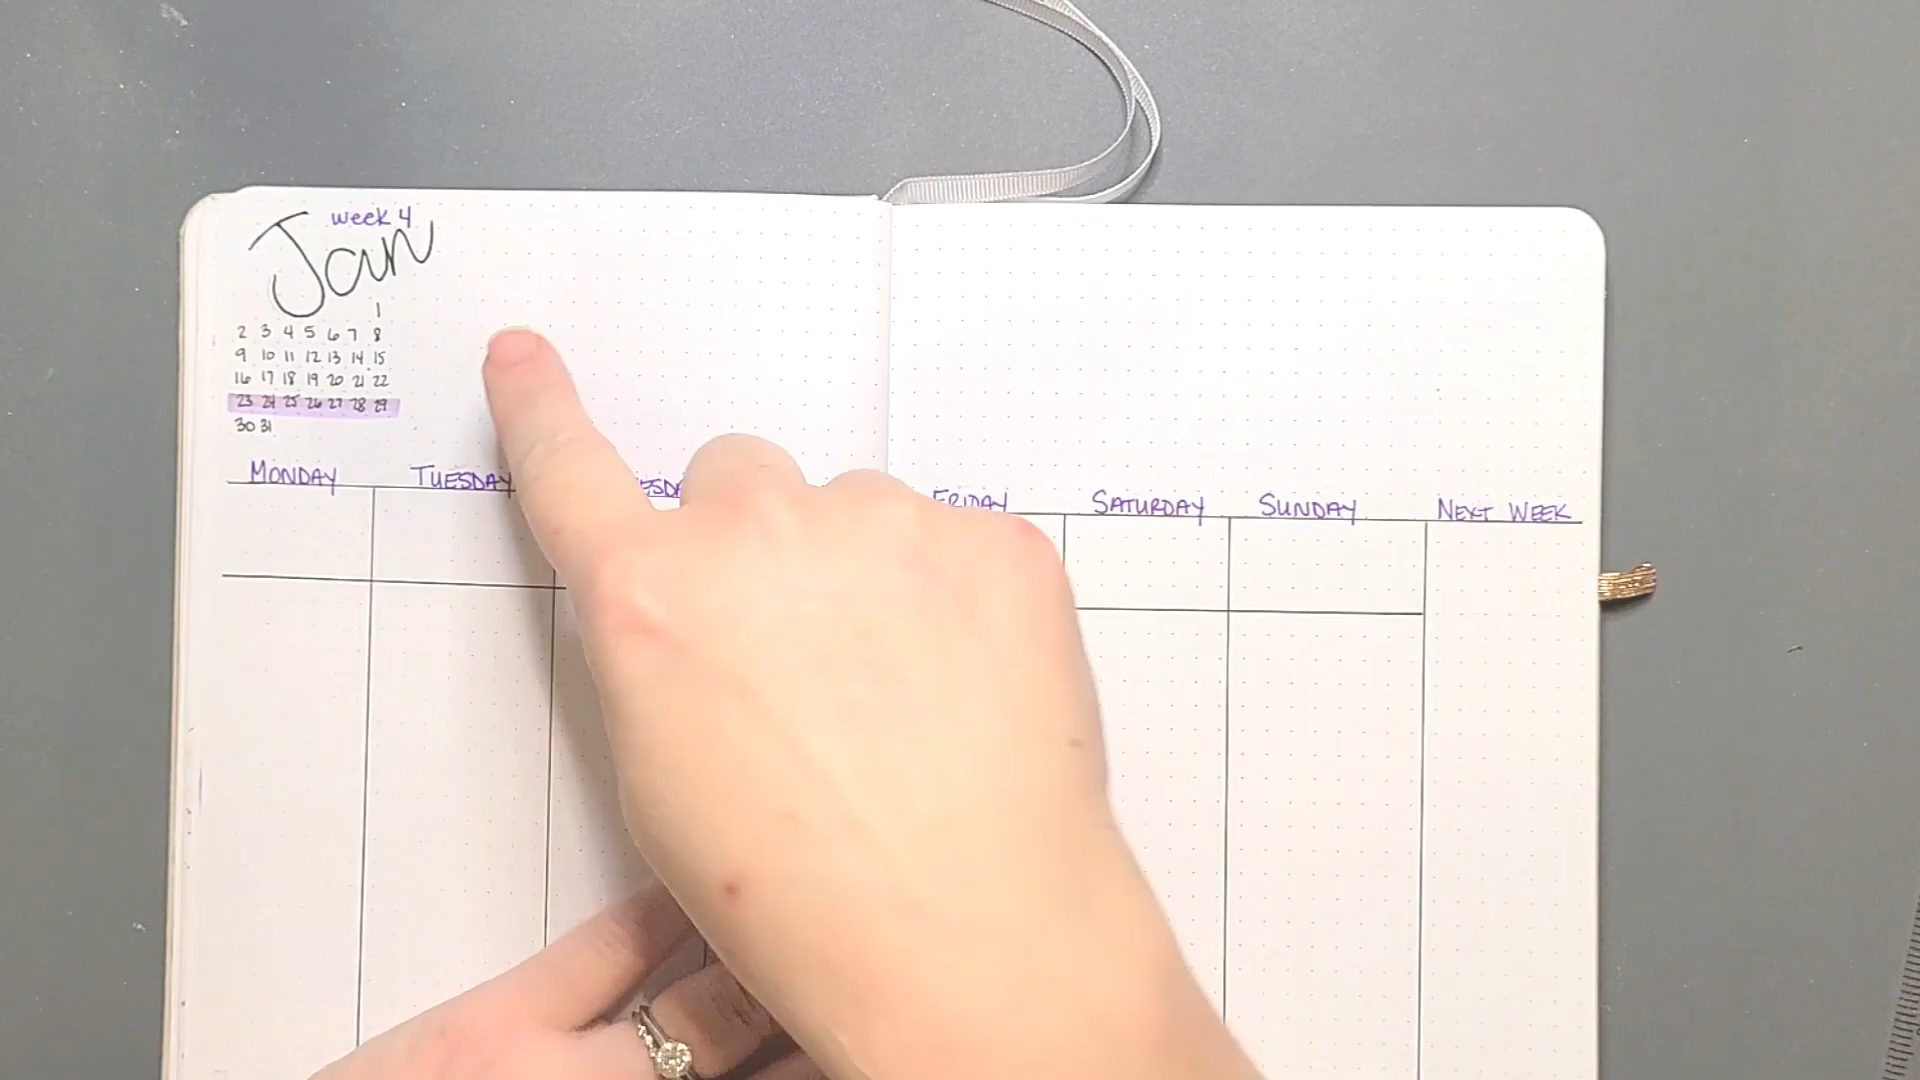 week 4
Jan
1
2 3 4 5 6 7 8
9 10 11 12 13 14 15
16 17 18 19 20 21 22
23 24 25 26 27 28 29
30 31
MONDAY TUESDAY FRIDAY SATURDAY SUNDAY NEXT WEEK